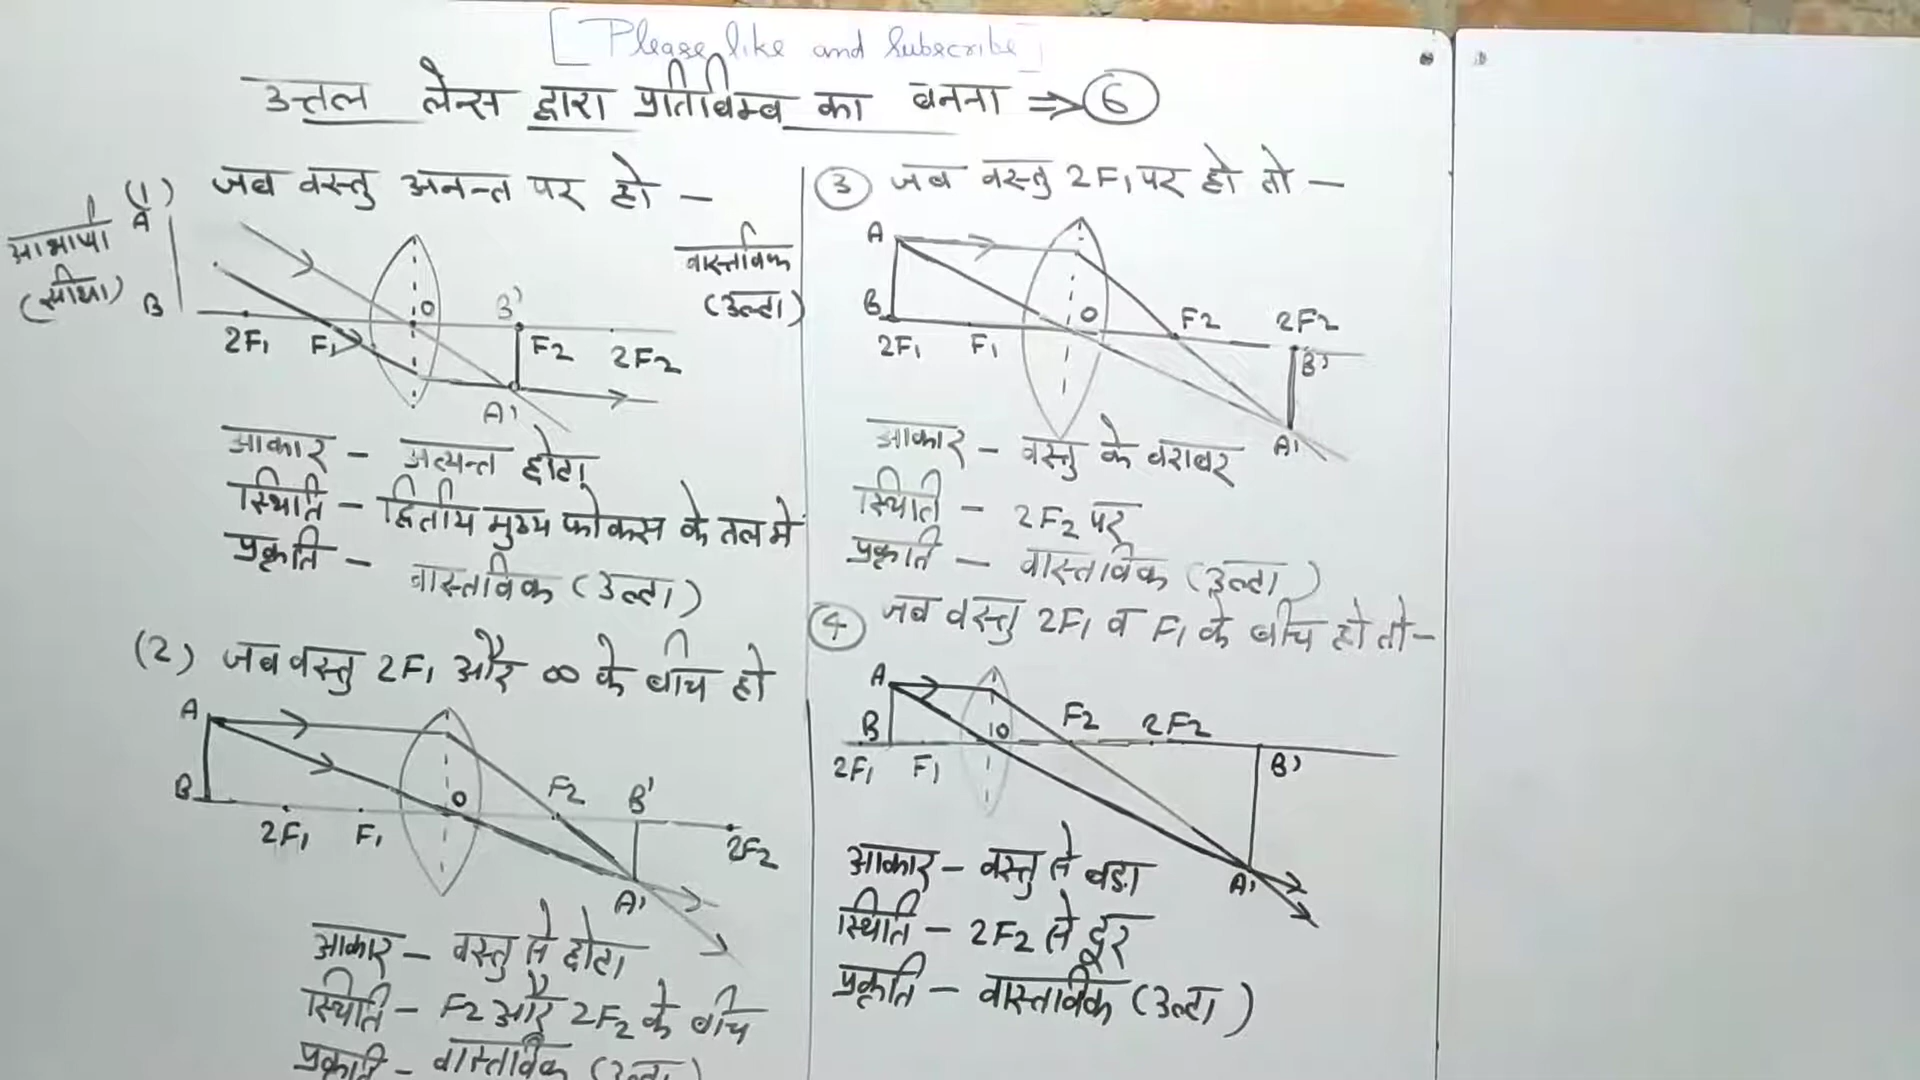 [Please like and Subscribe]
उत्तल लेन्स द्वारा प्रतिबिम्ब का बनना ⇒ 6
(1) जब वस्तु अनन्त पर हो –
आभाषी
(सीधा)
A
B
वास्तविक
(उल्टा)
O
B'
2F1 F1 F2 2F2
A'
आकार – अत्यन्त छोटा
स्थिति – द्वितीय मुख्य फोकस के तल मे
प्रकृति – वास्तविक (उल्टा)
(2) जब वस्तु 2F1 और ∞ के बीच हो
A
B O F2 B'
2F1 F1 2F2
A'
आकार – वस्तु से छोटा
स्थिति – F2 और 2F2 के बीच
प्रकृति – वास्तविक (उल्टा)
3 जब वस्तु 2F1 पर हो तो –
A
B O F2 2F2
2F1 F1 B'
A'
आकार – वस्तु के बराबर
स्थिति – 2F2 पर
प्रकृति – वास्तविक (उल्टा)
4 जब वस्तु 2F1 व F1 के बीच हो तो –
A
B O F2 2F2
2F1 F1 B'
A'
आकार – वस्तु से बड़ा
स्थिति – 2F2 से दूर
प्रकृति – वास्तविक (उल्टा)